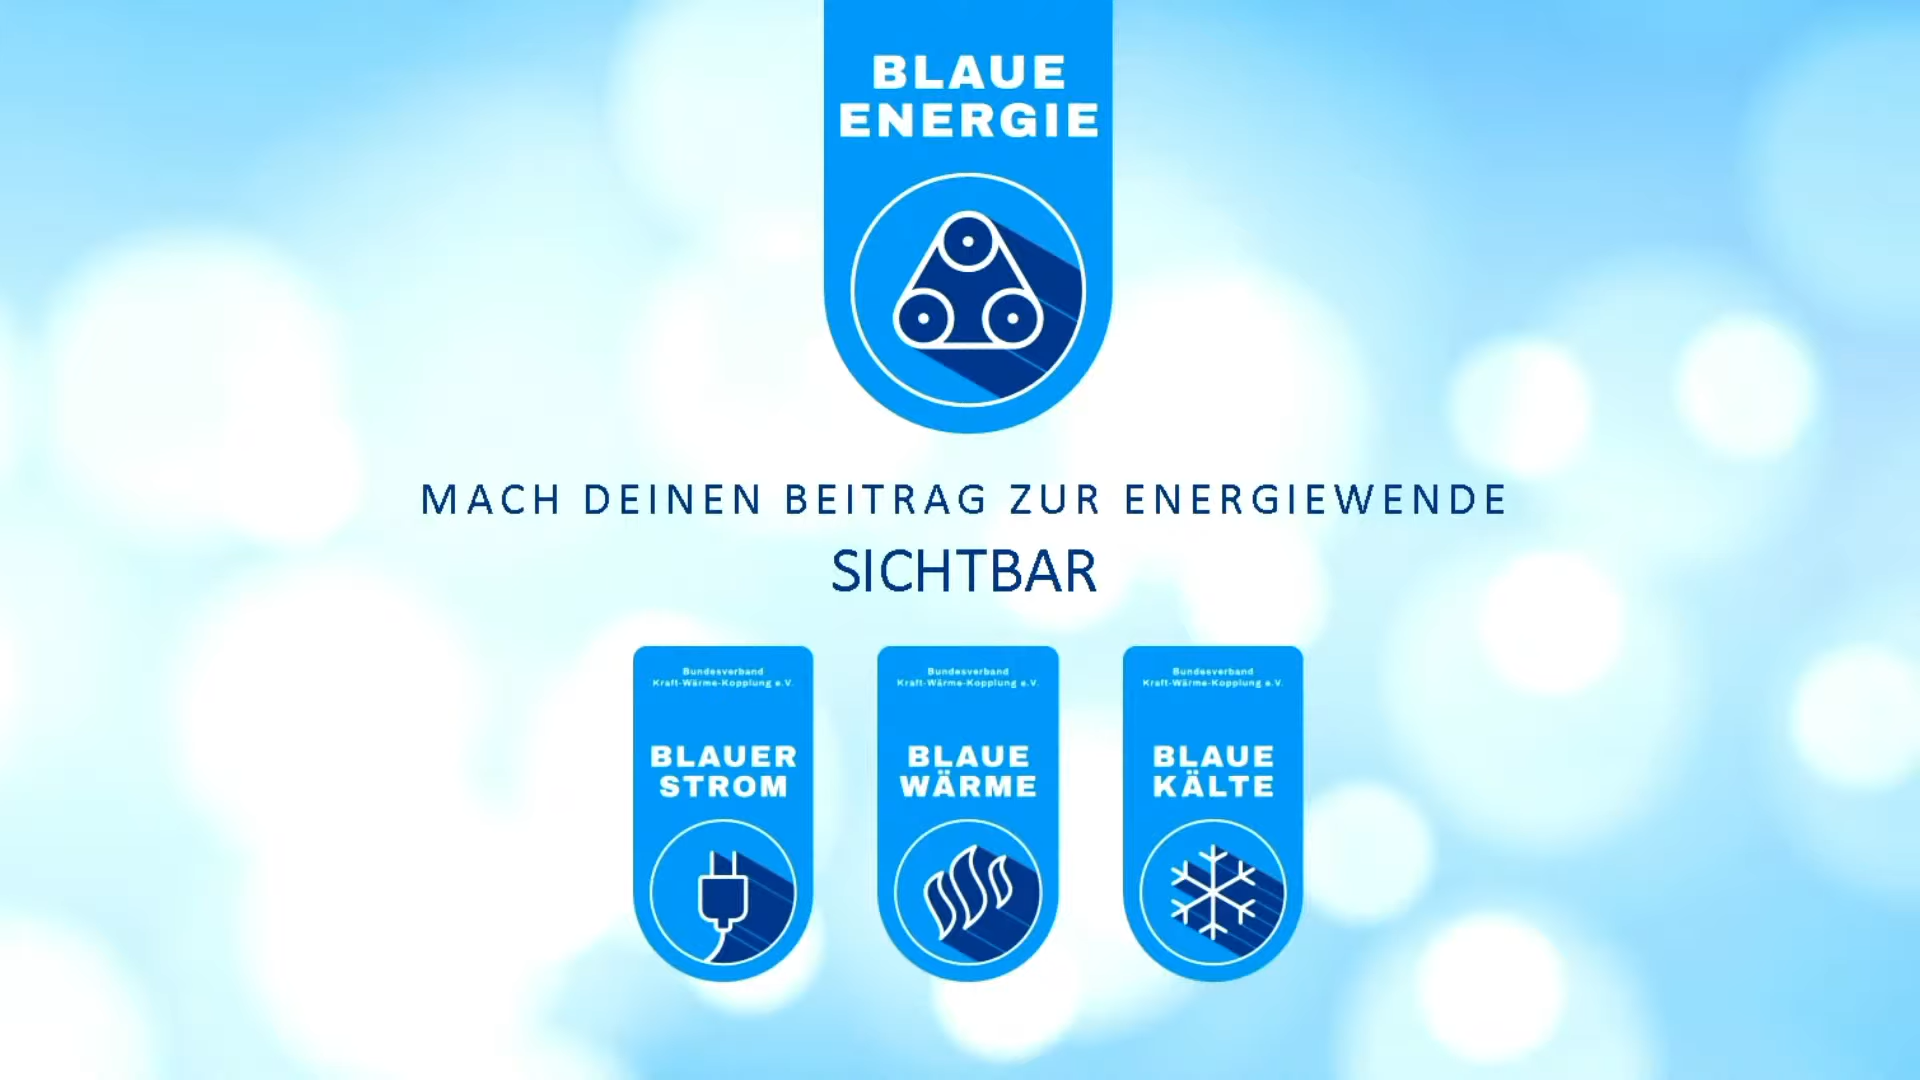 BLAUE
ENERGIE
MACH DEINEN BEITRAG ZUR ENERGIEWENDE
SICHTBAR
Bundesverband
Kraft-Wärme-Kopplung e.V.
BLAUER
STROM
Bundesverband
Kraft-Wärme-Kopplung e.V.
BLAUE
WÄRME
Bundesverband
Kraft-Wärme-Kopplung e.V.
BLAUE
KÄLTE